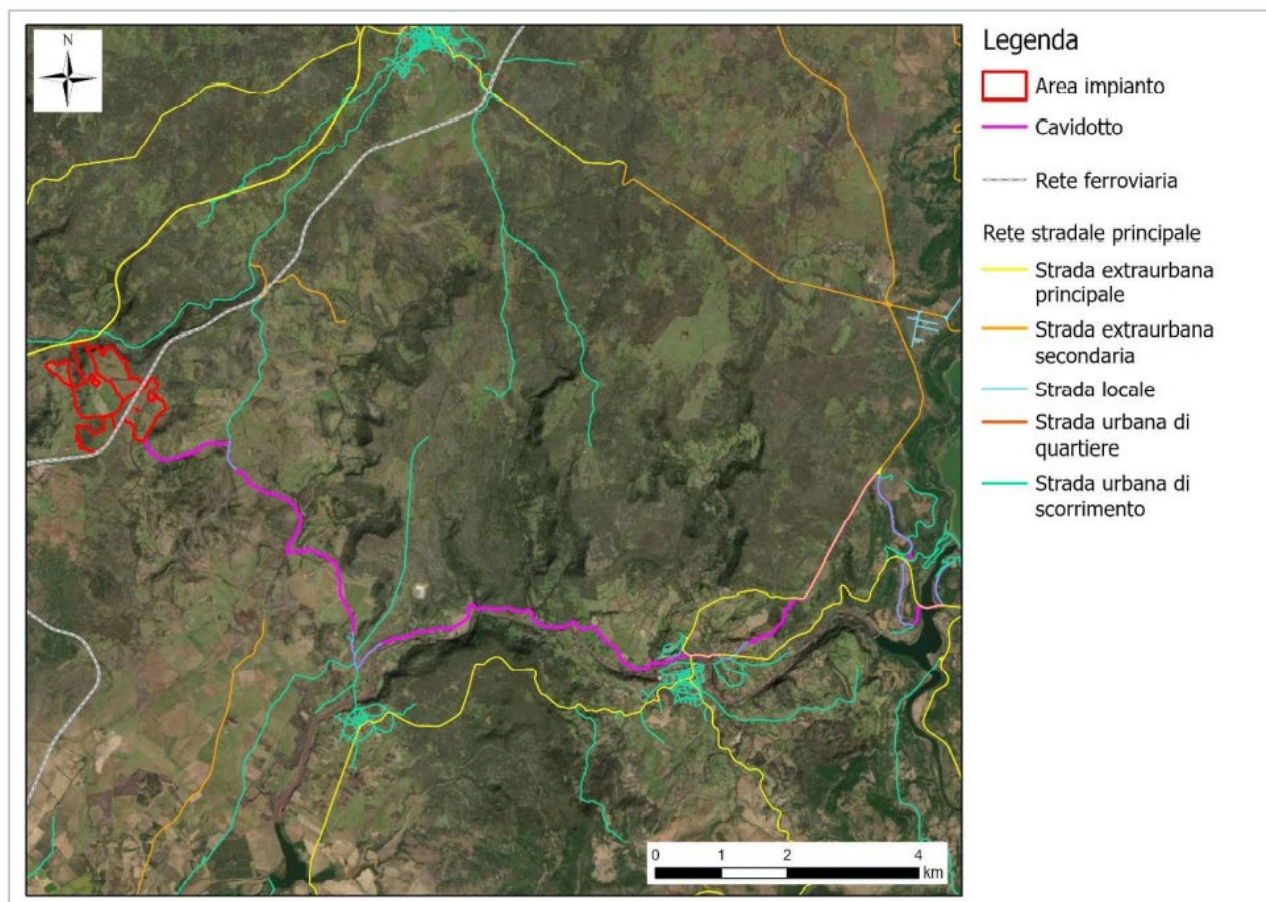 N
Legenda
Area impianto
Cavidotto
Rete ferroviaria
Rete stradale principale
Strada extraurbana
principale
Strada extraurbana
secondaria
Strada locale
Strada urbana di
quartiere
Strada urbana di
scorrimento
0 1 2 4
km